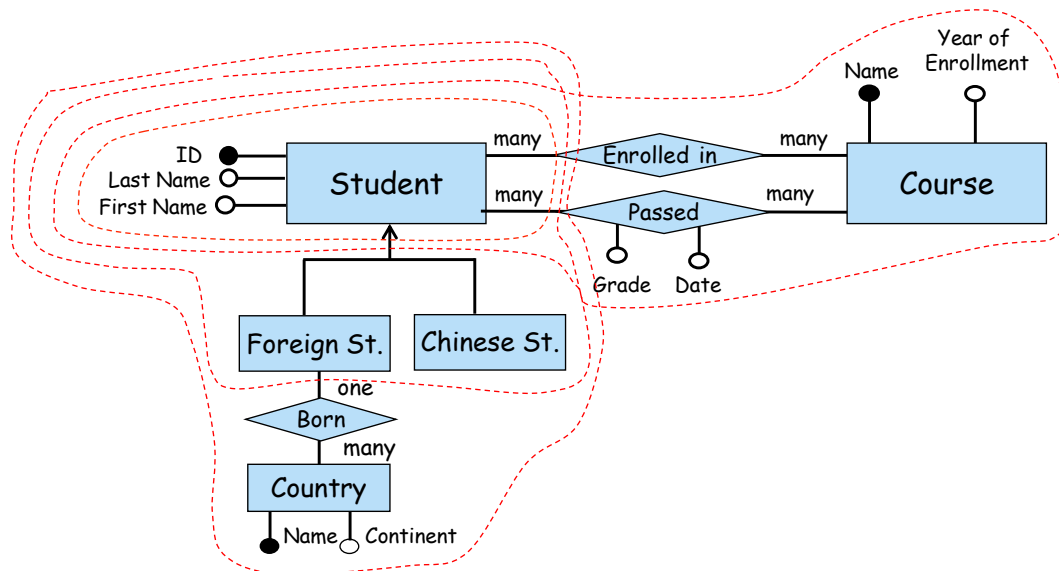 Year of
Enrollment
Name
many
Enrolled in
many
ID
Last Name
First Name
Student
Course
many
Passed
many
Grade
Date
Foreign St.
Chinese St.
one
Born
many
Country
Name
Continent